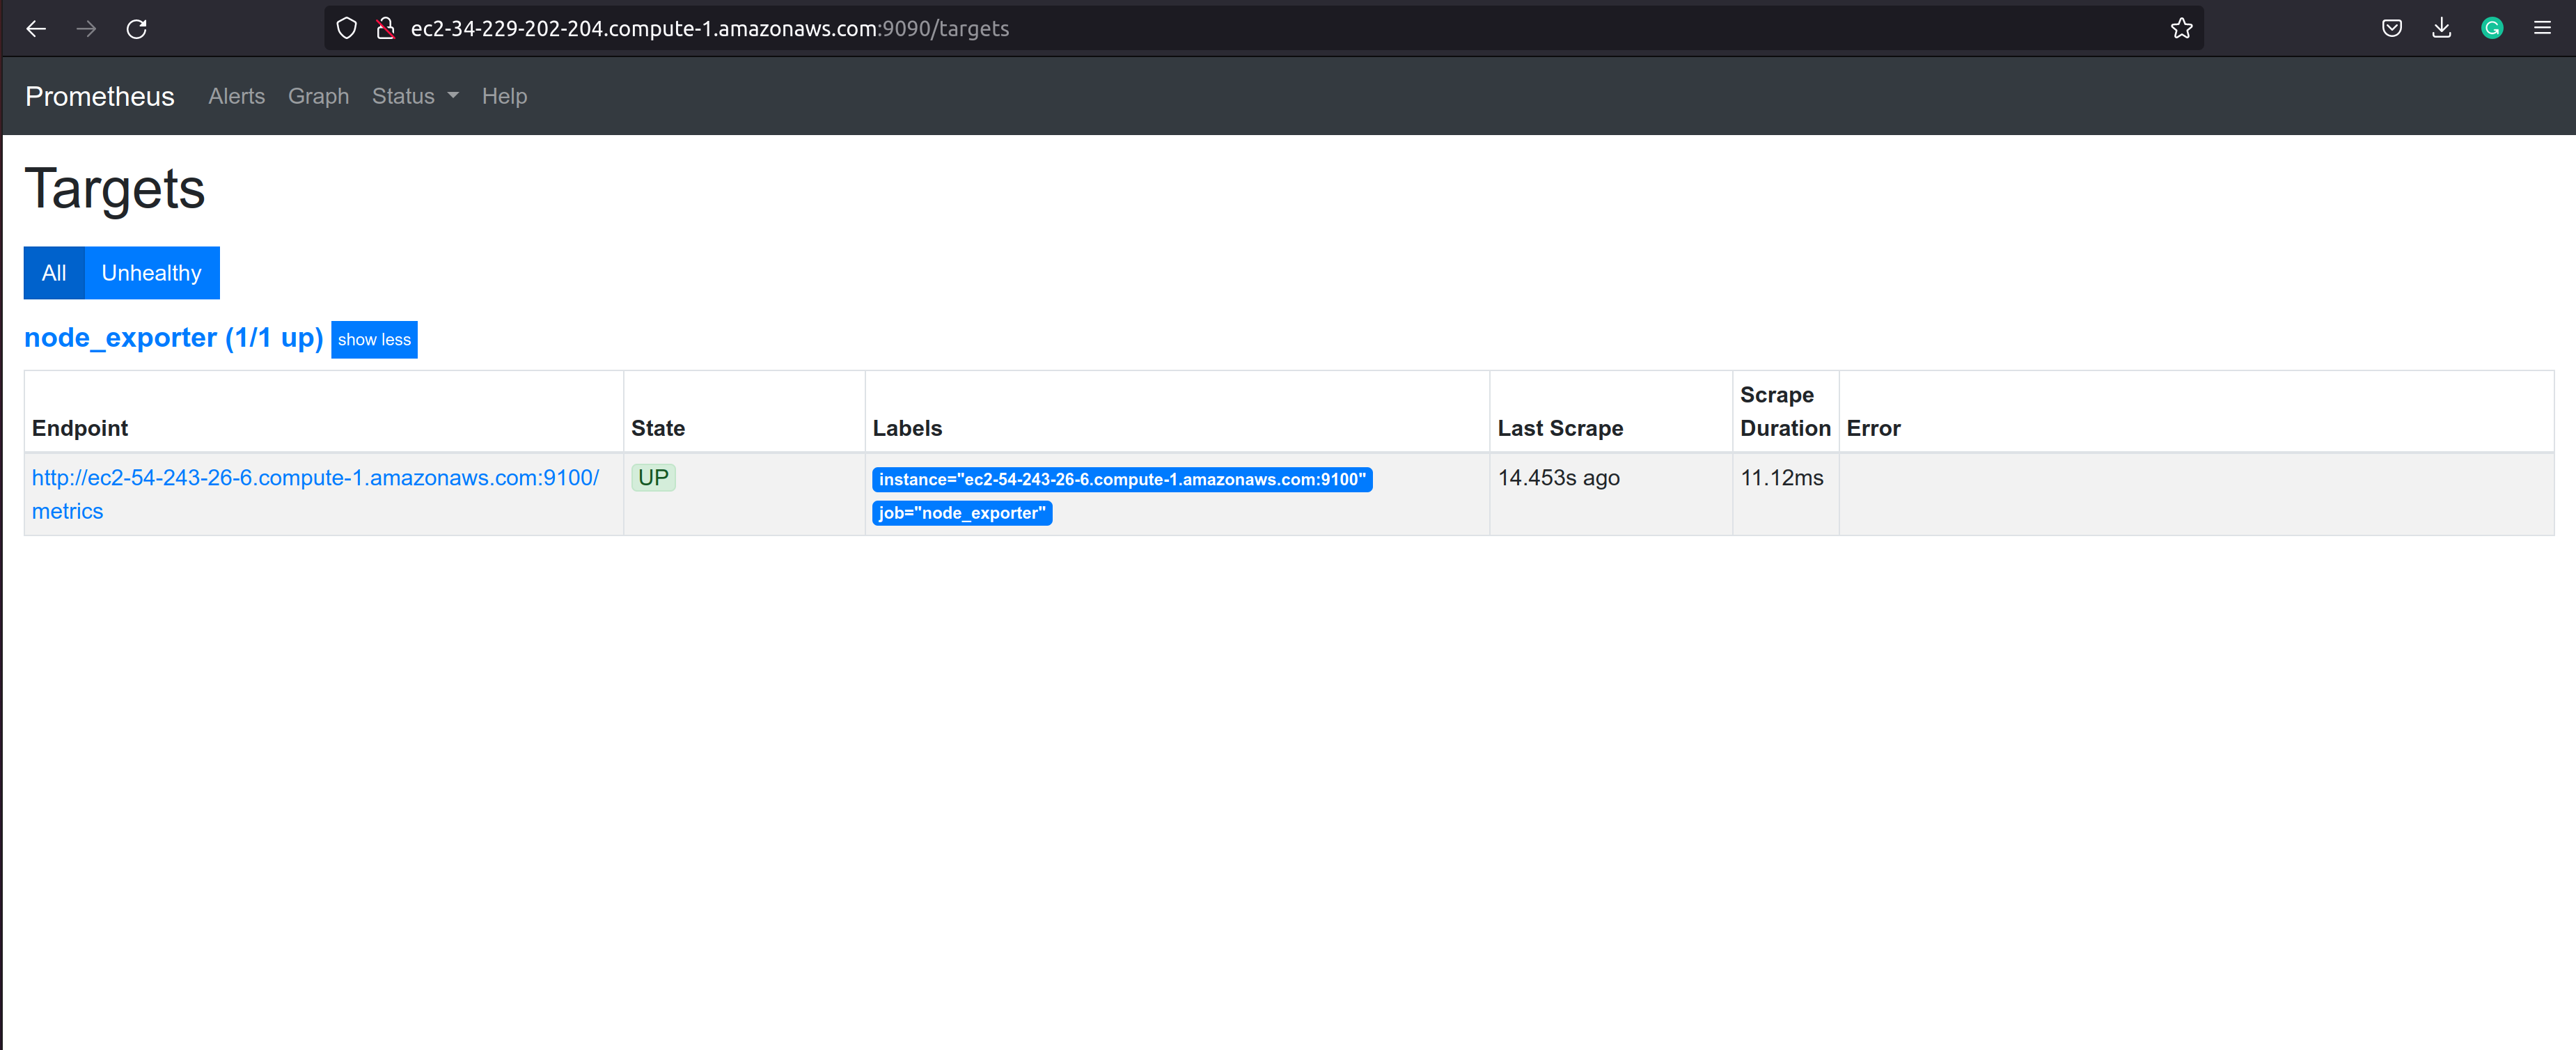 ec2-34-229-202-204.compute-1.amazonaws.com:9090/targets
Prometheus Alerts Graph Status Help
Targets
All Unhealthy
node_exporter (1/1 up) show less
Endpoint State Labels Last Scrape Scrape Duration Error
http://ec2-54-243-26-6.compute-1.amazonaws.com:9100/ UP instance="ec2-54-243-26-6.compute-1.amazonaws.com:9100" 14.453s ago 11.12ms
metrics job="node_exporter"